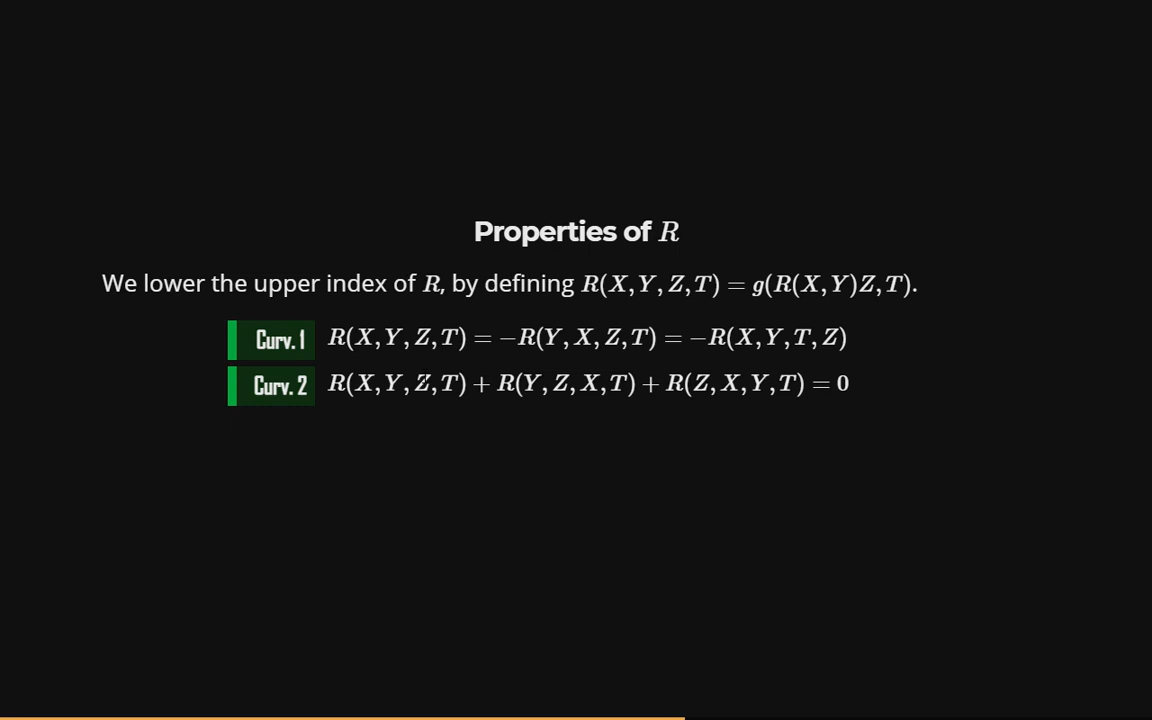 Properties of R
We lower the upper index of R, by defining R(X, Y, Z, T) = g(R(X, Y)Z, T).
Curv. 1 R(X, Y, Z, T) = −R(Y, X, Z, T) = −R(X, Y, T, Z)
Curv. 2 R(X, Y, Z, T) + R(Y, Z, X, T) + R(Z, X, Y, T) = 0